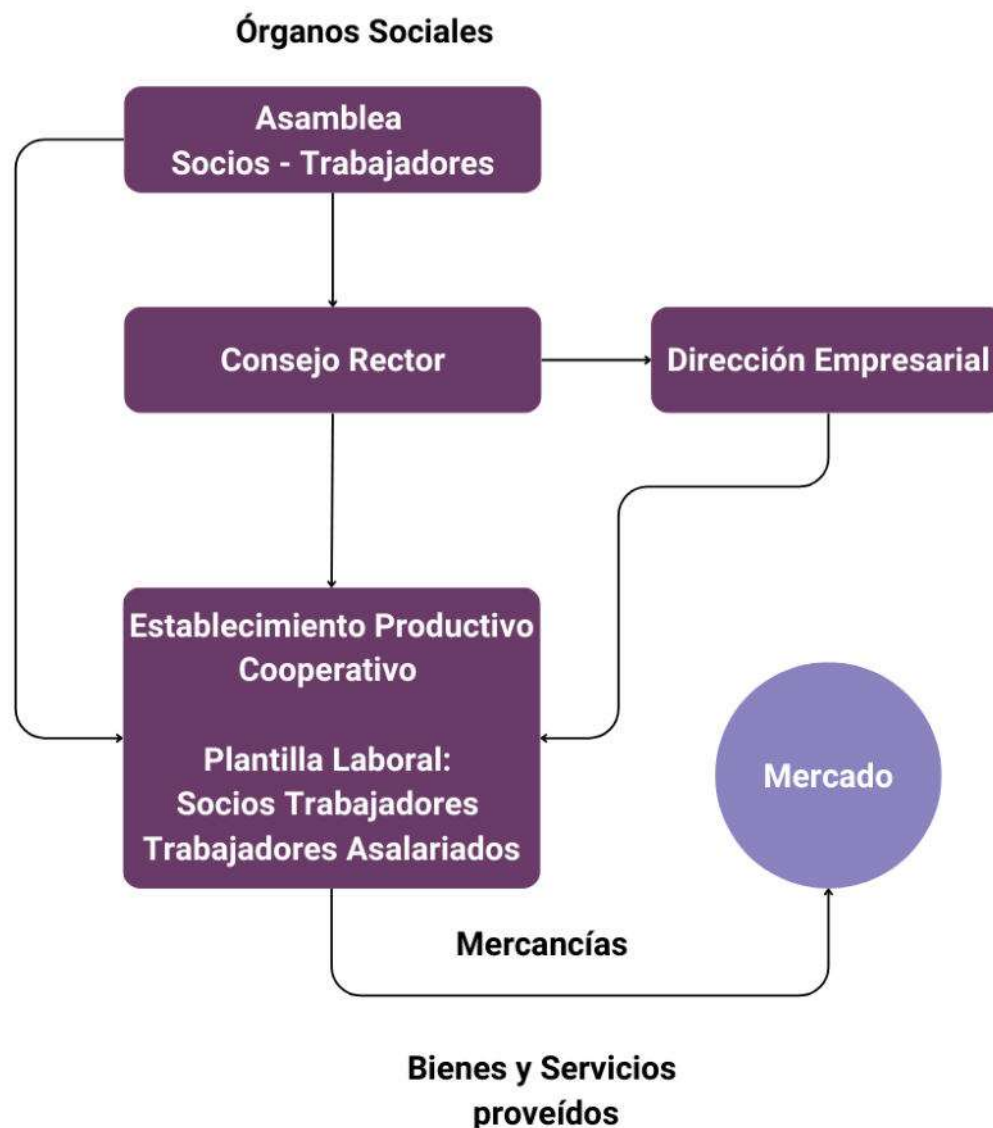 Órganos Sociales
Asamblea
Socios - Trabajadores
Consejo Rector
Dirección Empresarial
Establecimiento Productivo
Cooperativo
Plantilla Laboral:
Socios Trabajadores
Trabajadores Asalariados
Mercado
Mercancías
Bienes y Servicios
proveídos